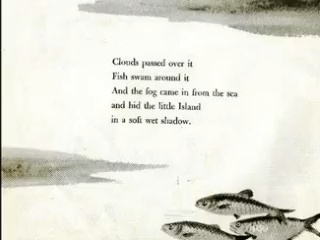 Clouds passed over it
Fish swam around it
And the fog came in from the sea
and hid the little Island
in a soft wet shadow.